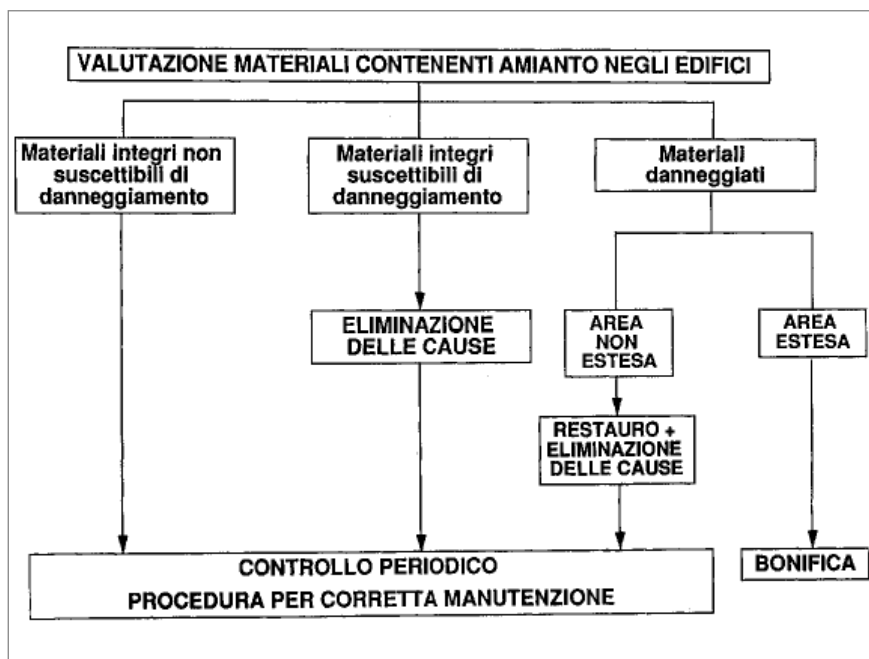 VALUTAZIONE MATERIALI CONTENENTI AMIANTO NEGLI EDIFICI
Materiali integri non
suscettibili di
danneggiamento
Materiali integri
suscettibili di
danneggiamento
Materiali
danneggiati
ELIMINAZIONE
DELLE CAUSE
AREA
NON
ESTESA
AREA
ESTESA
RESTAURO +
ELIMINAZIONE
DELLE CAUSE
CONTROLLO PERIODICO
PROCEDURA PER CORRETTA MANUTENZIONE
BONIFICA